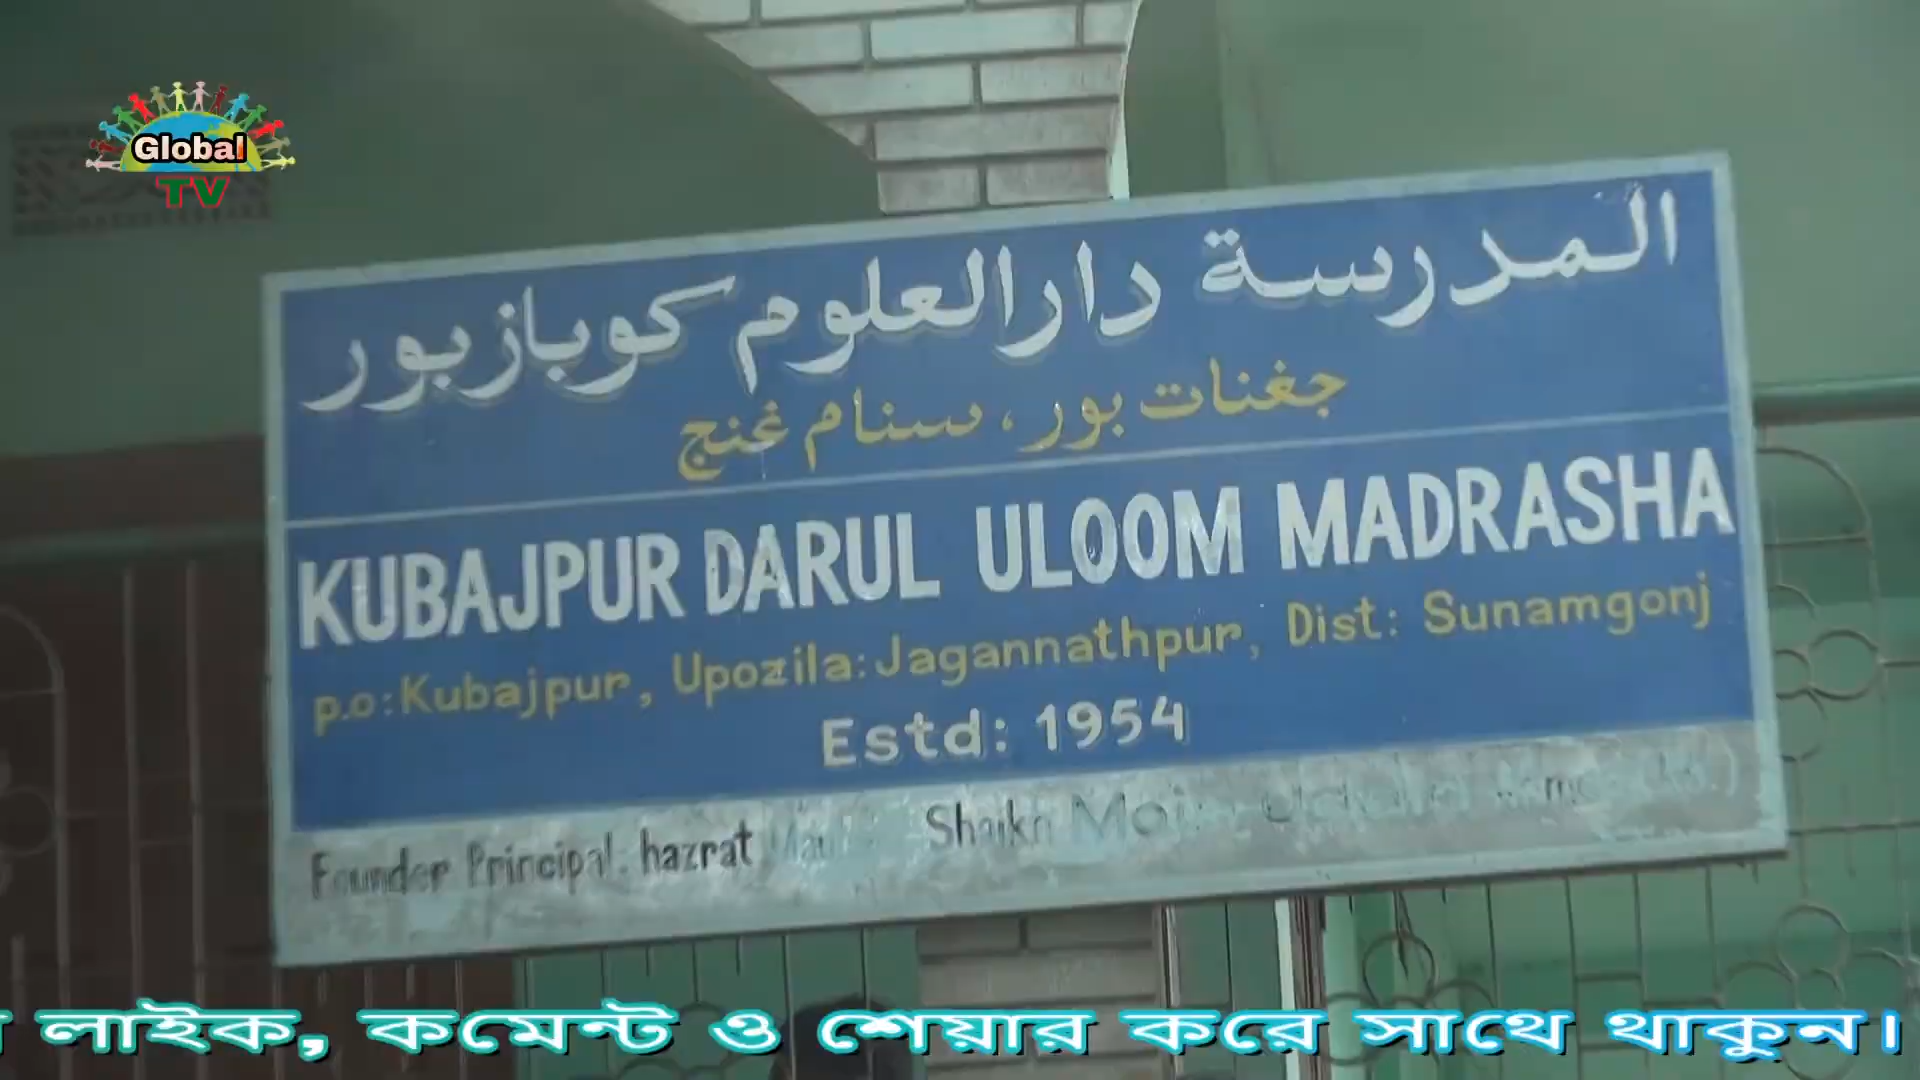 Global
TV
المدرسة دارالعلوم كوبازبور
جغنات بور، سنام غنج
KUBAJPUR DARUL ULOOM MADRASHA
p.o:Kubajpur, Upozila:Jagannathpur, Dist: Sunamgonj
Estd: 1954
Founder Principal: hazrat Shaikh
লাইক, কমেন্ট ও শেয়ার করে সাথে থাকুন।